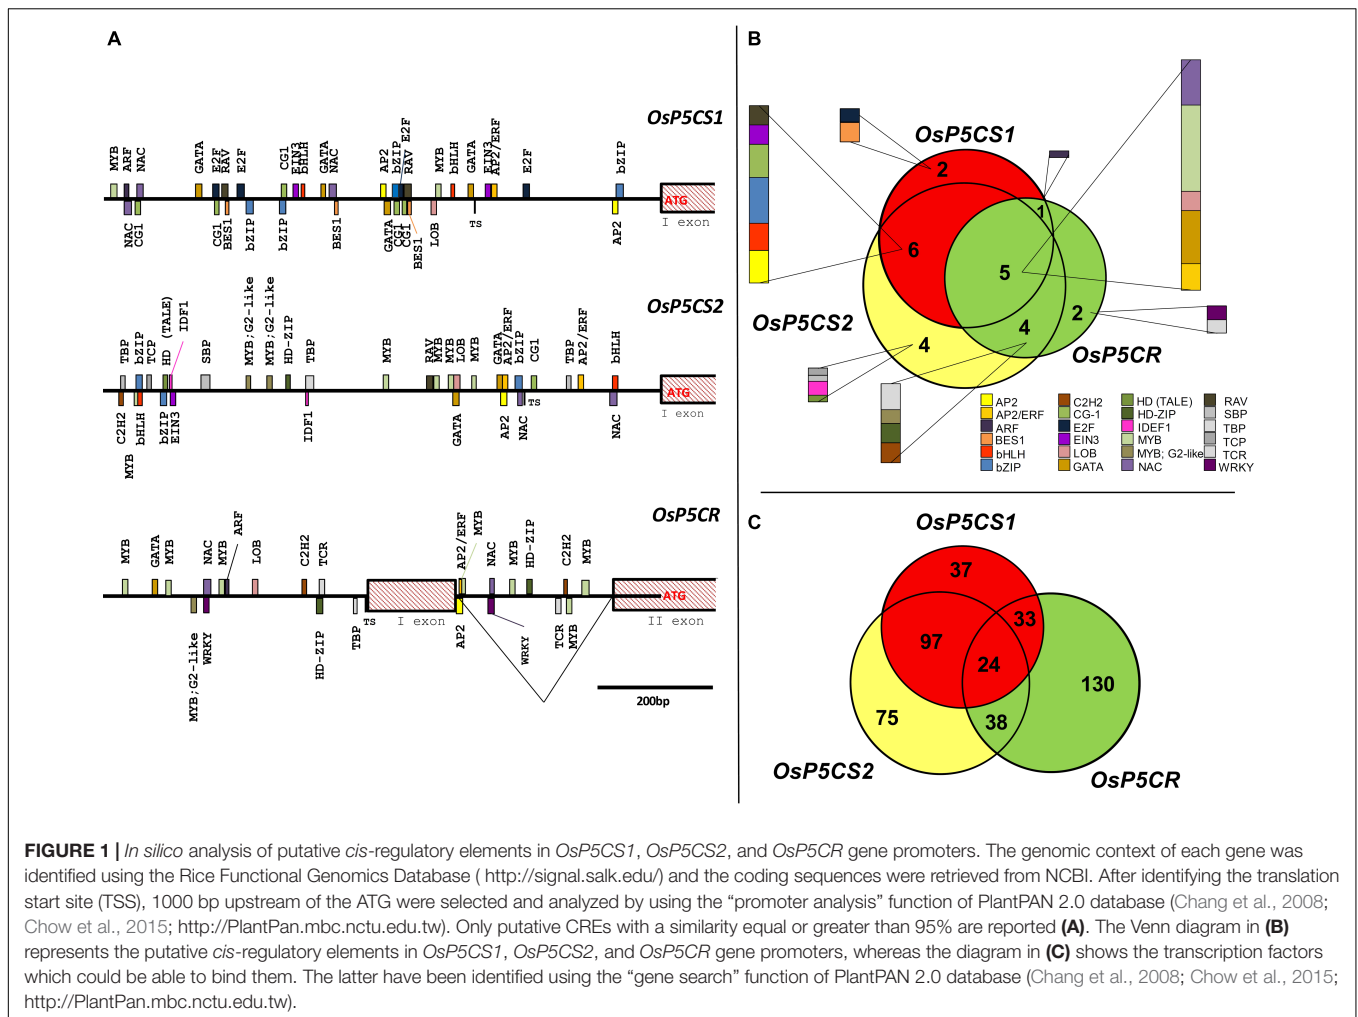 A
OsP5CS1
MYB ARF NAC GATA E2F RAV E2F CG1 EIN3 bHLH GATA NAC AP2 bZIP RAV E2F MYB bHLH GATA EIN3 AP2/ERF E2F bZIP
ATG
I exon
NAC CG1 CG1 BES1 bZIP bZIP BES1 GATA CG1 CG1 BES1 LOB TS AP2
OsP5CS2
TBP bZIP TCP HD (TALE) IDF1 SBP MYB;G2-like MYB;G2-like HD-ZIP TBP MYB RAV MYB MYB LOB MYB GATA AP2/ERF bZIP CG1 TBP AP2/ERF bHLH
ATG
I exon
C2H2 MYB bHLH bZIP EIN3 IDF1 GATA AP2 NAC TS NAC
OsP5CR
MYB GATA MYB NAC MYB ARF LOB C2H2 TCR AP2/ERF MYB NAC MYB HD-ZIP C2H2 MYB
ATG
TS I exon II exon
MYB;G2-like WRKY HD-ZIP TBP AP2 WRKY TCR MYB
200bp
B
OsP5CS1
2
1
6
5
2
OsP5CS2
4
4
OsP5CR
AP2 C2H2 HD (TALE) RAV
AP2/ERF CG-1 HD-ZIP SBP
ARF E2F IDEF1 TBP
BES1 EIN3 MYB TCP
bHLH LOB MYB; G2-like TCR
bZIP GATA NAC WRKY
C
OsP5CS1
37
33
97
24
130
75
38
OsP5CS2
OsP5CR
FIGURE 1 | In silico analysis of putative cis-regulatory elements in OsP5CS1, OsP5CS2, and OsP5CR gene promoters. The genomic context of each gene was
identified using the Rice Functional Genomics Database ( http://signal.salk.edu/) and the coding sequences were retrieved from NCBI. After identifying the translation
start site (TSS), 1000 bp upstream of the ATG were selected and analyzed by using the “promoter analysis” function of PlantPAN 2.0 database (Chang et al., 2008;
Chow et al., 2015; http://PlantPan.mbc.nctu.edu.tw). Only putative CREs with a similarity equal or greater than 95% are reported (A). The Venn diagram in (B)
represents the putative cis-regulatory elements in OsP5CS1, OsP5CS2, and OsP5CR gene promoters, whereas the diagram in (C) shows the transcription factors
which could be able to bind them. The latter have been identified using the “gene search” function of PlantPAN 2.0 database (Chang et al., 2008; Chow et al., 2015;
http://PlantPan.mbc.nctu.edu.tw).